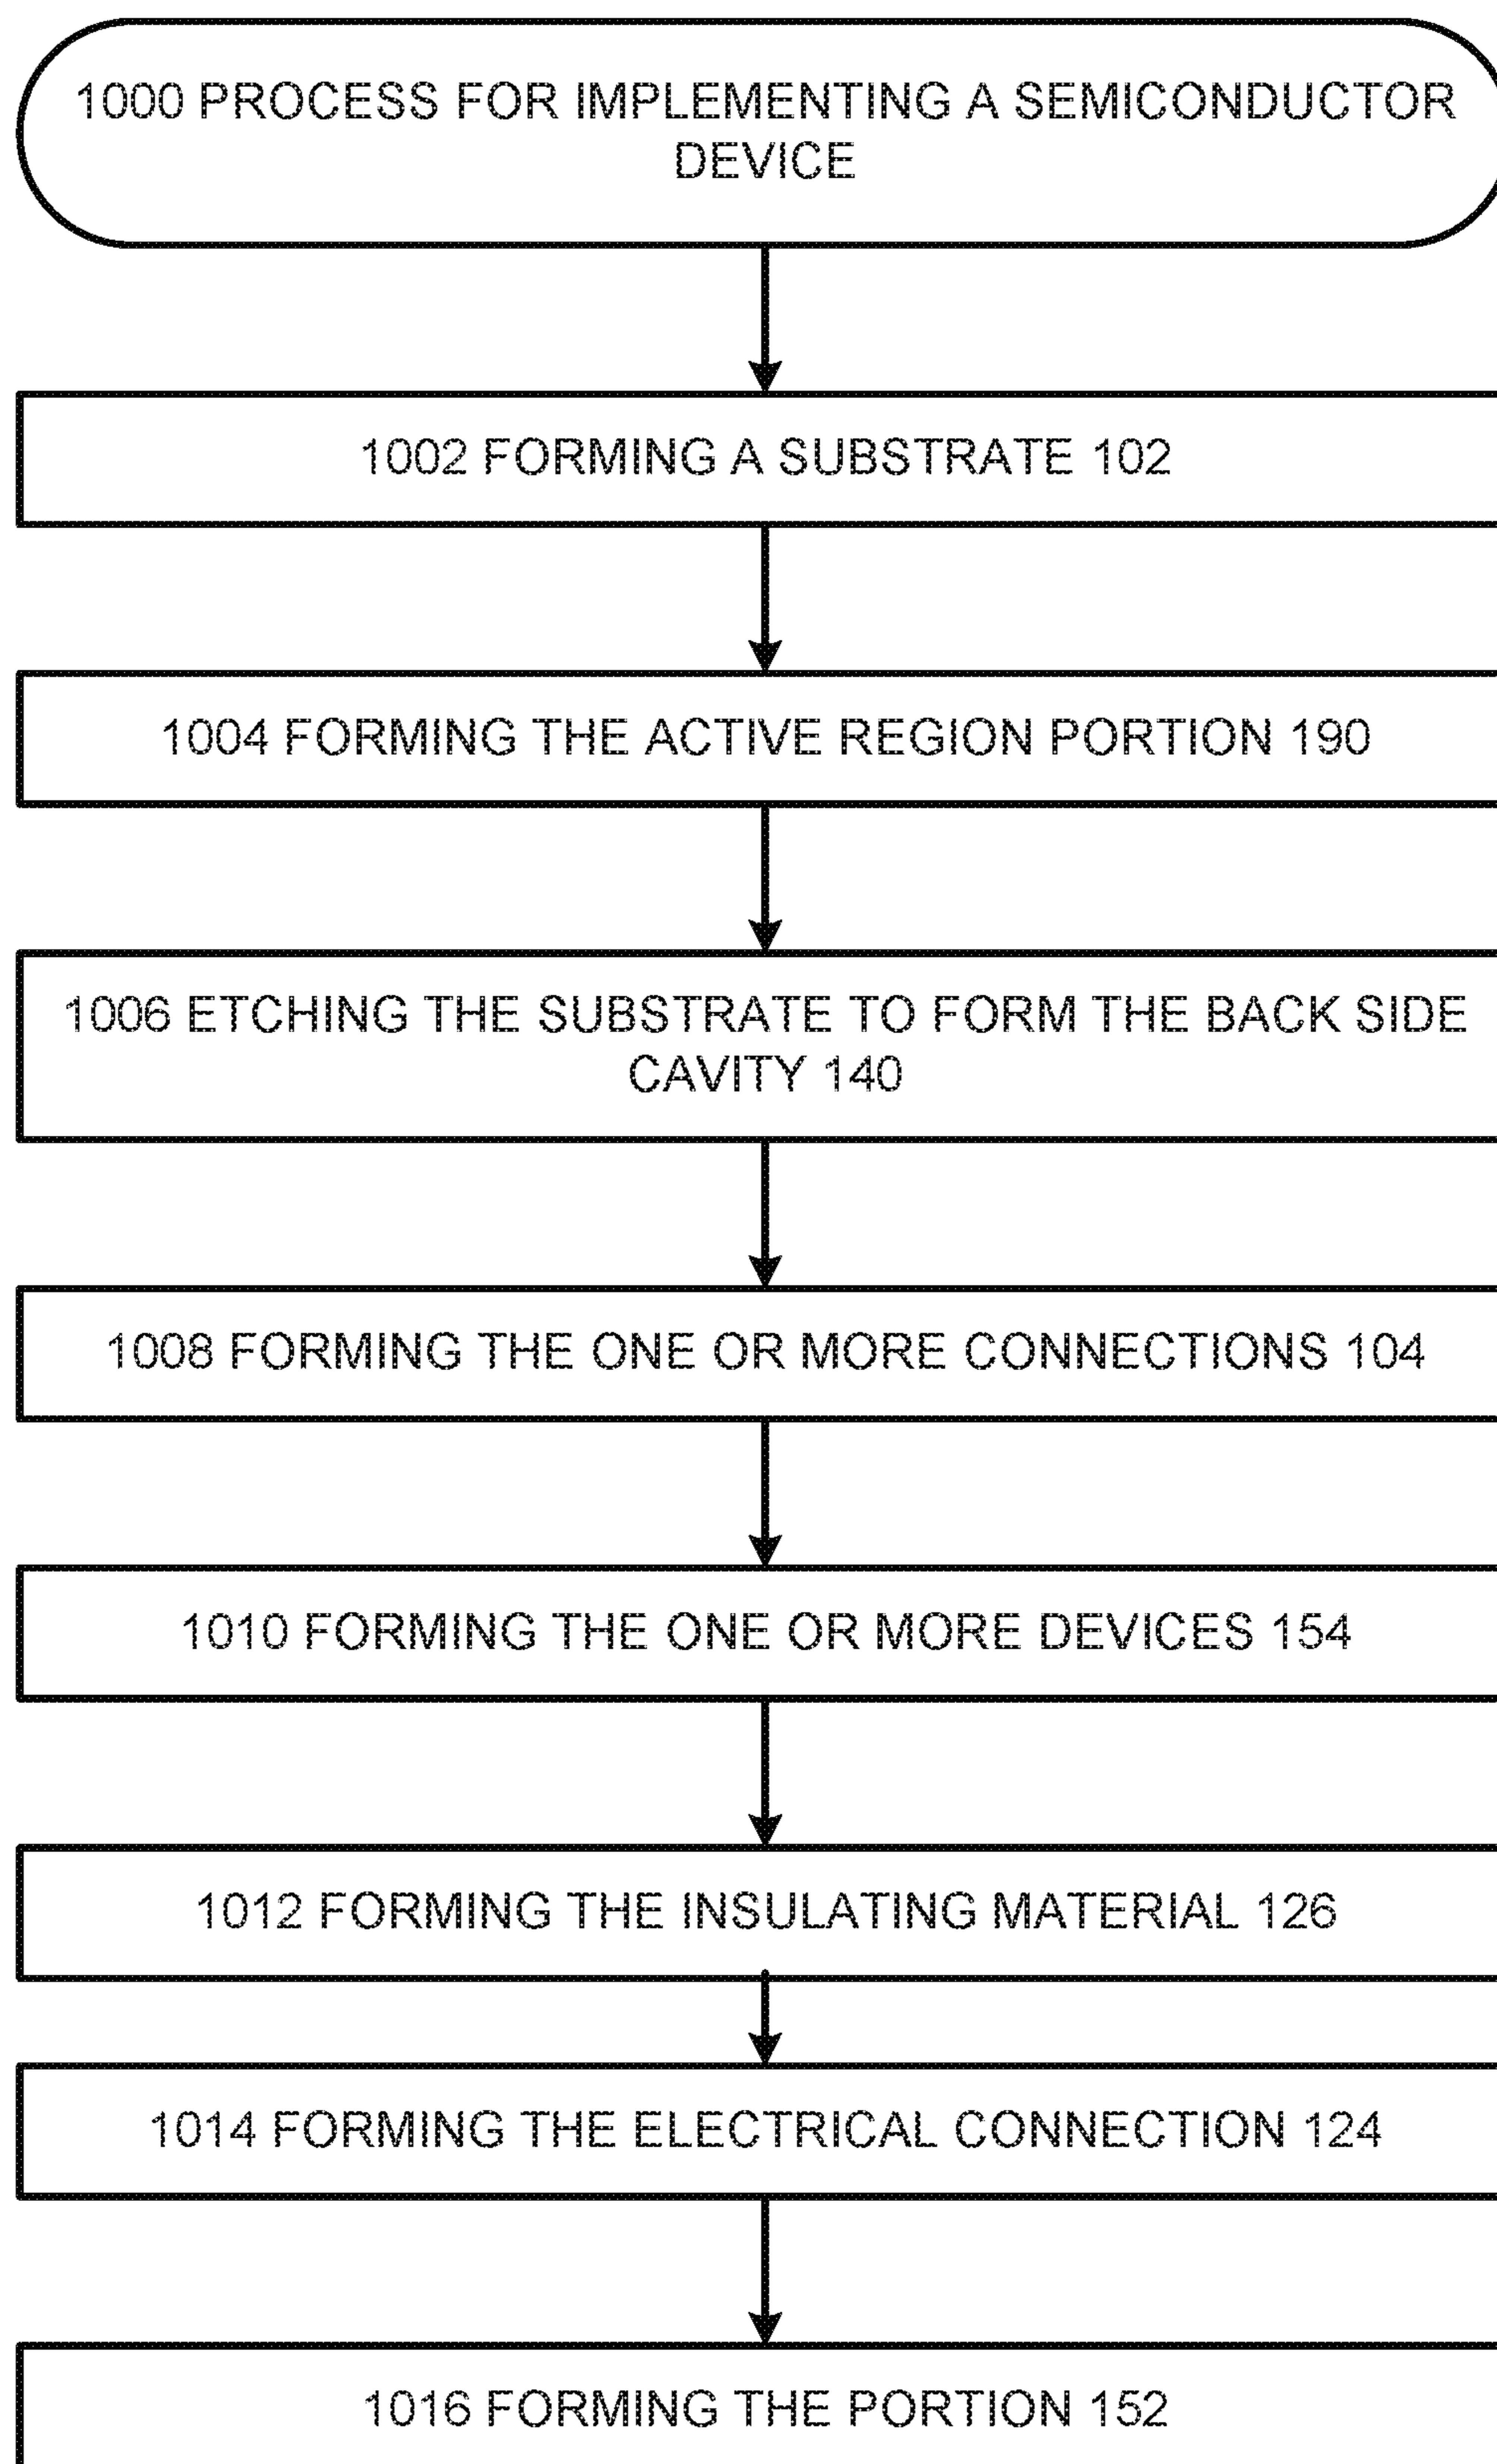 1000 PROCESS FOR IMPLEMENTING A SEMICONDUCTOR
DEVICE
1002 FORMING A SUBSTRATE 102
1004 FORMING THE ACTIVE REGION PORTION 190
1006 ETCHING THE SUBSTRATE TO FORM THE BACK SIDE
CAVITY 140
1008 FORMING THE ONE OR MORE CONNECTIONS 104
1010 FORMING THE ONE OR MORE DEVICES 154
1012 FORMING THE INSULATING MATERIAL 126
1014 FORMING THE ELECTRICAL CONNECTION 124
1016 FORMING THE PORTION 152